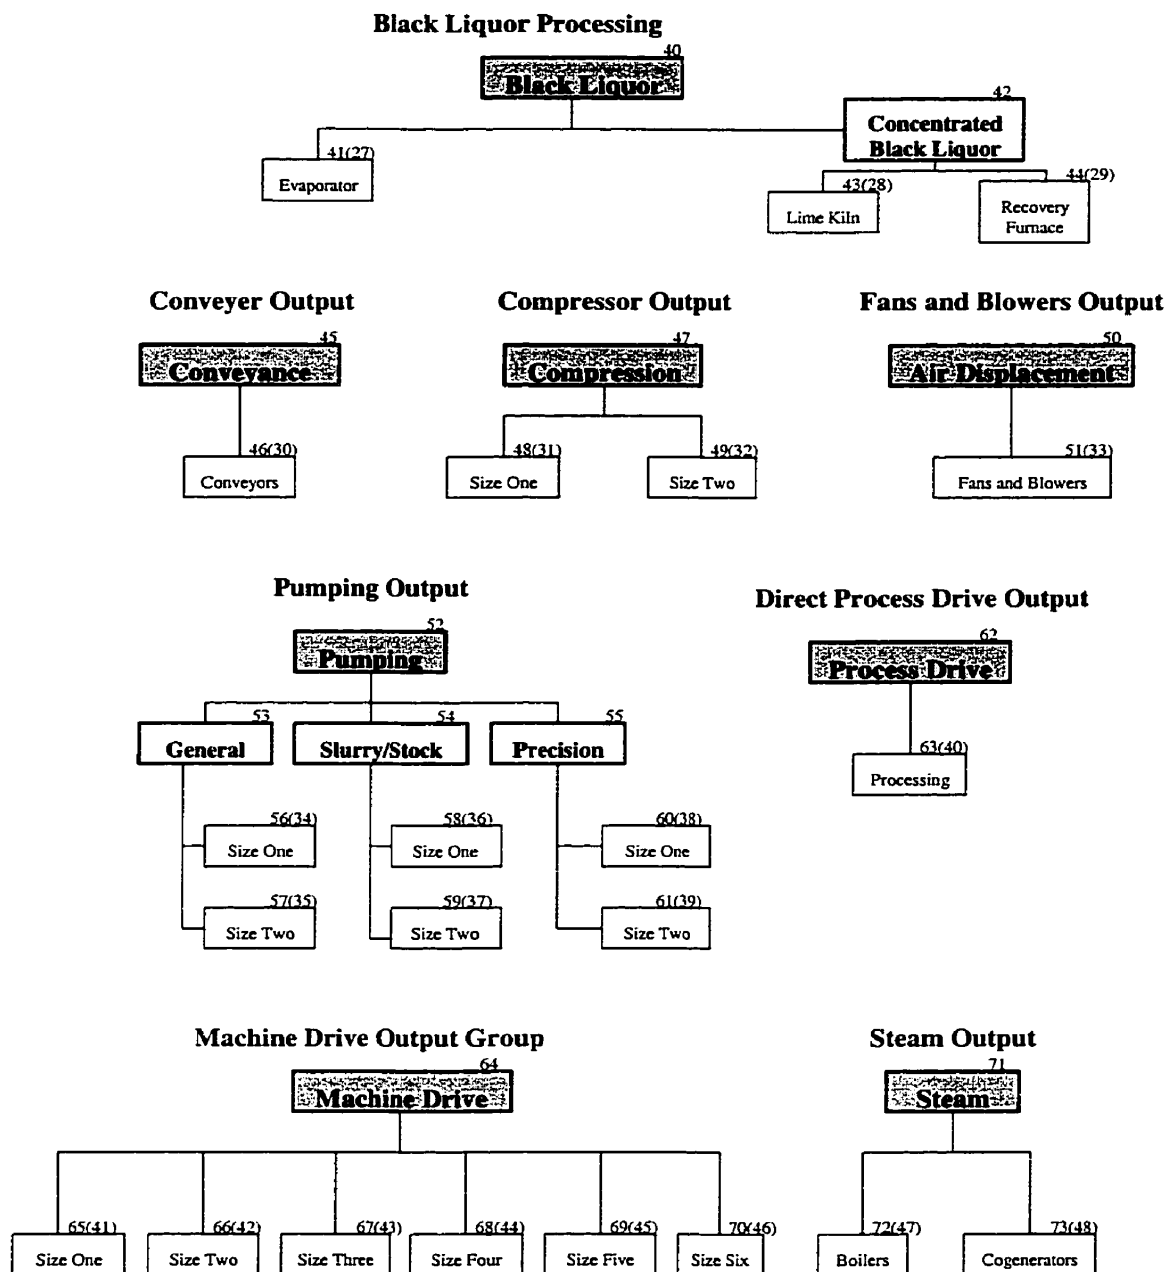 Black Liquor Processing
40
Black Liquor
42
Concentrated
Black Liquor
41(27)
Evaporator
43(28)
Lime Kiln
44(29)
Recovery
Furnace
Conveyer Output
45
Conveyance
46(30)
Conveyors
Compressor Output
47
Compression
48(31)
Size One
49(32)
Size Two
Fans and Blowers Output
50
Air Displacement
51(33)
Fans and Blowers
Pumping Output
52
Pumping
53
General
54
Slurry/Stock
55
Precision
56(34)
Size One
58(36)
Size One
60(38)
Size One
57(35)
Size Two
59(37)
Size Two
61(39)
Size Two
Direct Process Drive Output
62
Process Drive
63(40)
Processing
Machine Drive Output Group
64
Machine Drive
65(41)
Size One
66(42)
Size Two
67(43)
Size Three
68(44)
Size Four
69(45)
Size Five
70(46)
Size Six
Steam Output
71
Steam
72(47)
Boilers
73(48)
Cogenerators